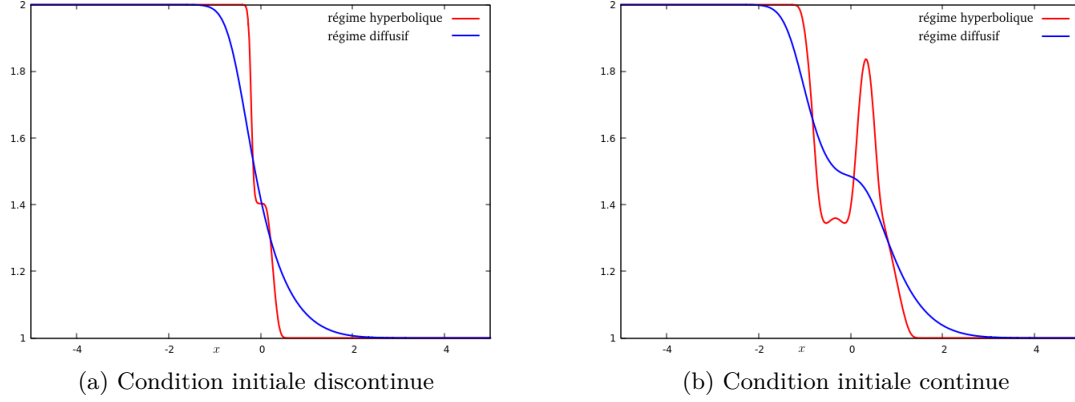 2
1.8
1.6
1.4
1.2
1
-4
-2
x
0
2
4
régime hyperbolique
régime diffusif
(a) Condition initiale discontinue
2
1.8
1.6
1.4
1.2
1
-4
-2
x
0
2
4
régime hyperbolique
régime diffusif
(b) Condition initiale continue